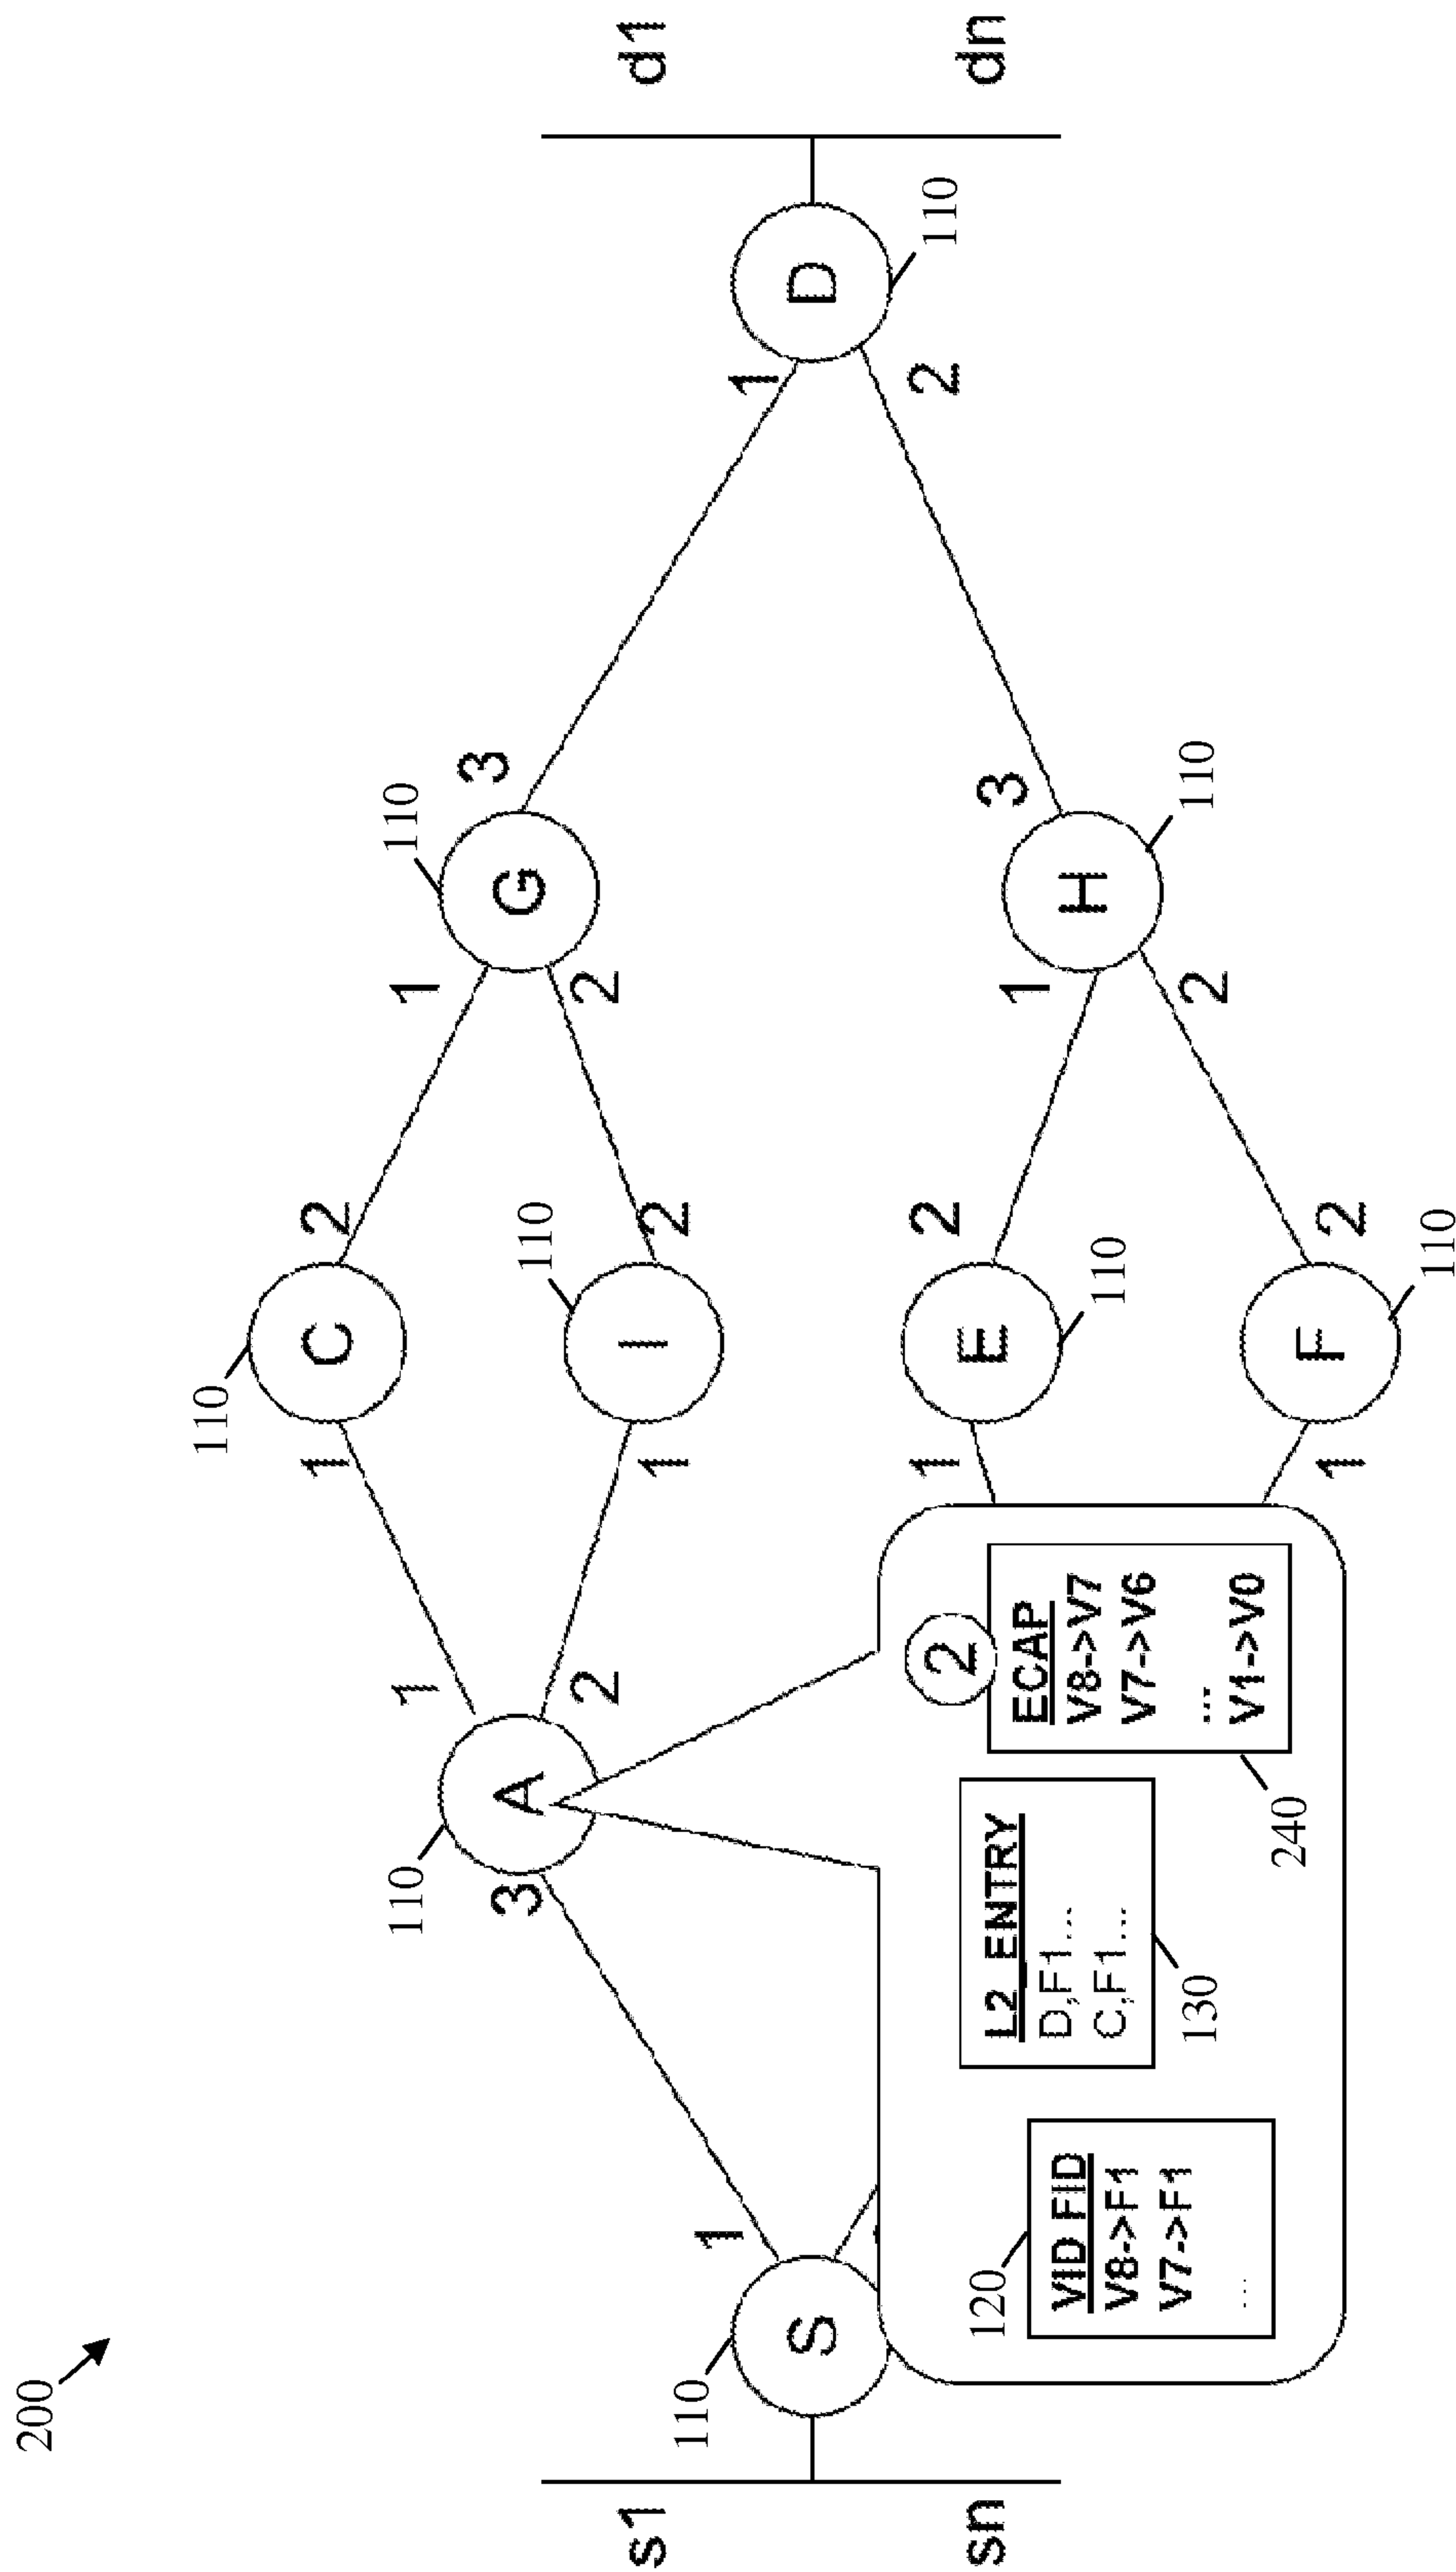 200
110
1
C
2
110
3
A
1
2
110
1
I
2
110
1
2
G
3
s1
sn
110
S
1
1
D
2
110
d1
dn
120
VID FID
V8->F1
V7->F1
...
L2_ENTRY
D,F1...
C,F1...
130
2
ECAP
V8->V7
V7->V6
...
V1->V0
240
1
E
2
110
1
2
H
3
110
1
F
2
110